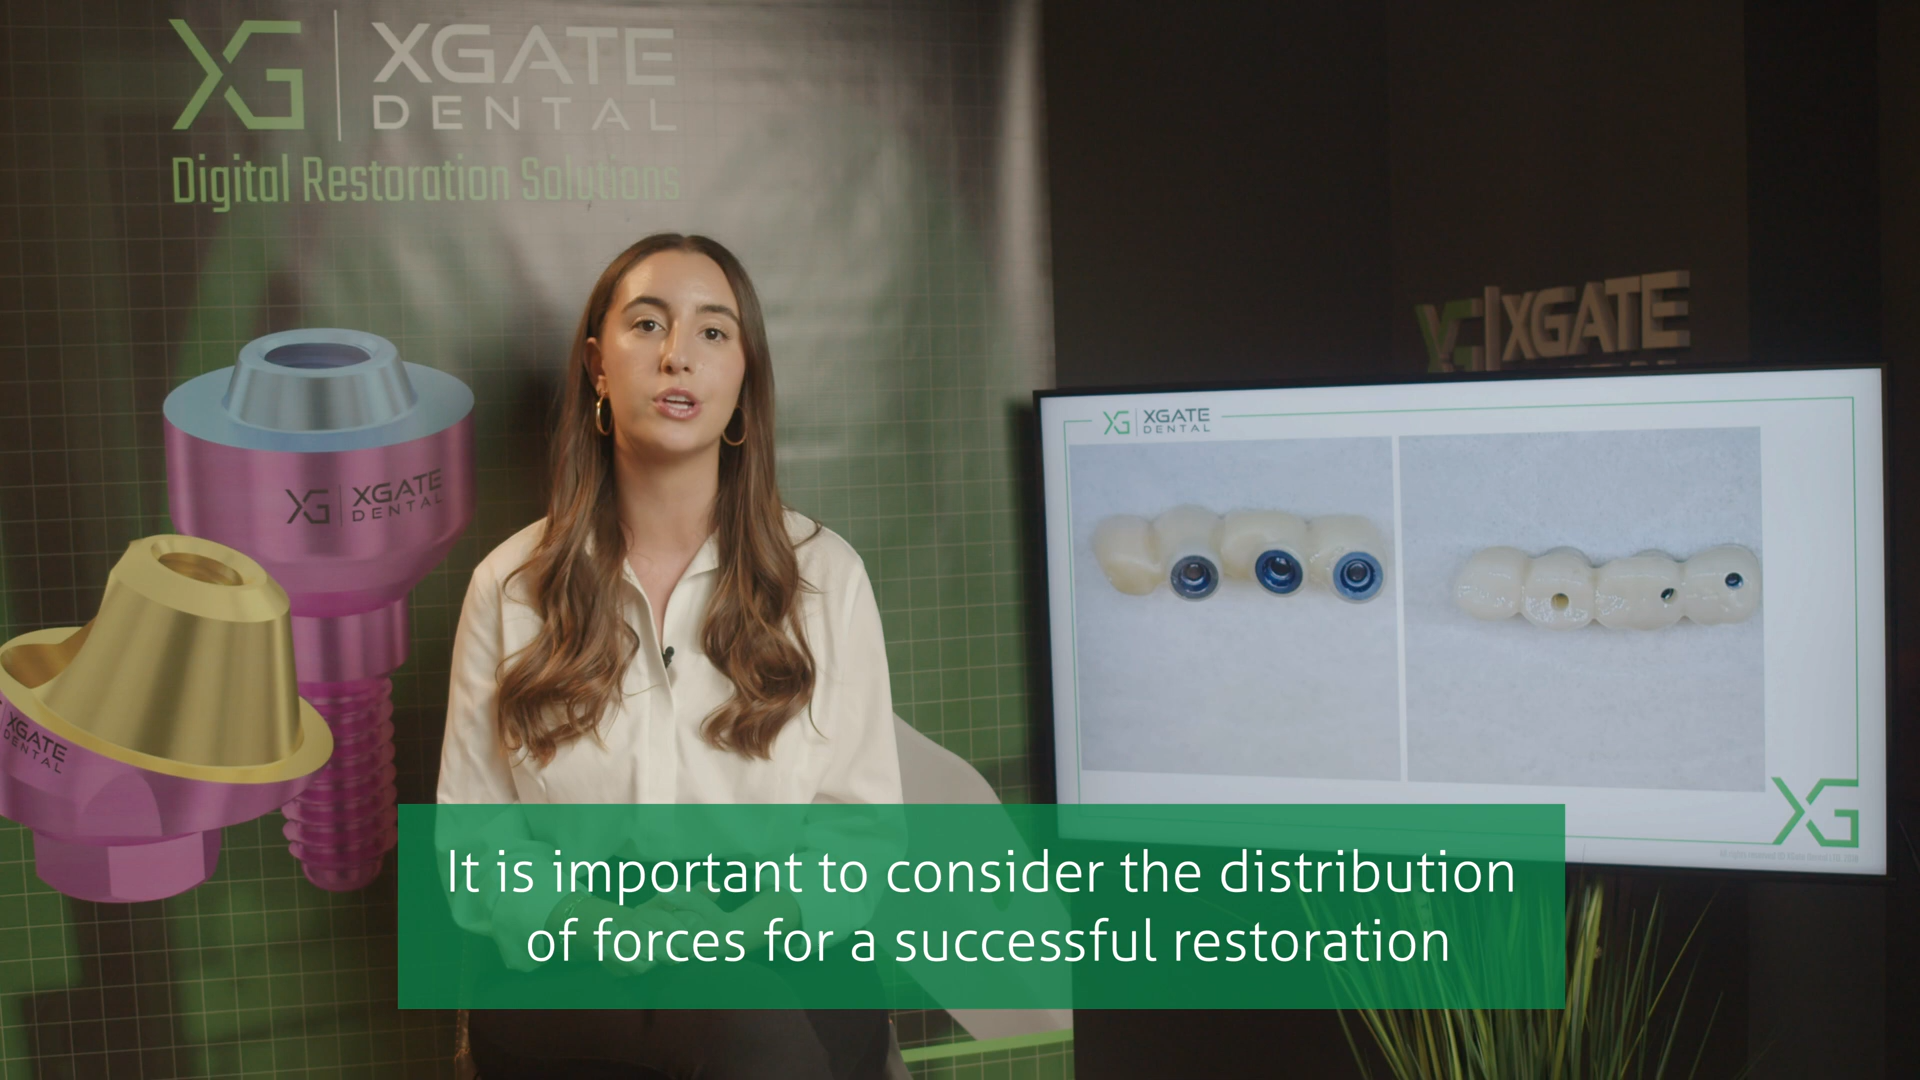 XG XGATE
DENTAL
Digital Restoration Solutions
XG XGATE
DENTAL
XGATE
DENTAL
XG XGATE
XG XGATE
DENTAL
XG
It is important to consider the distribution
of forces for a successful restoration